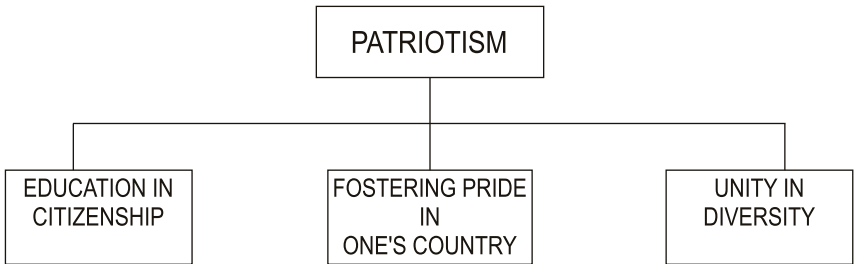 PATRIOTISM
EDUCATION IN
CITIZENSHIP
FOSTERING PRIDE
IN
ONE'S COUNTRY
UNITY IN
DIVERSITY